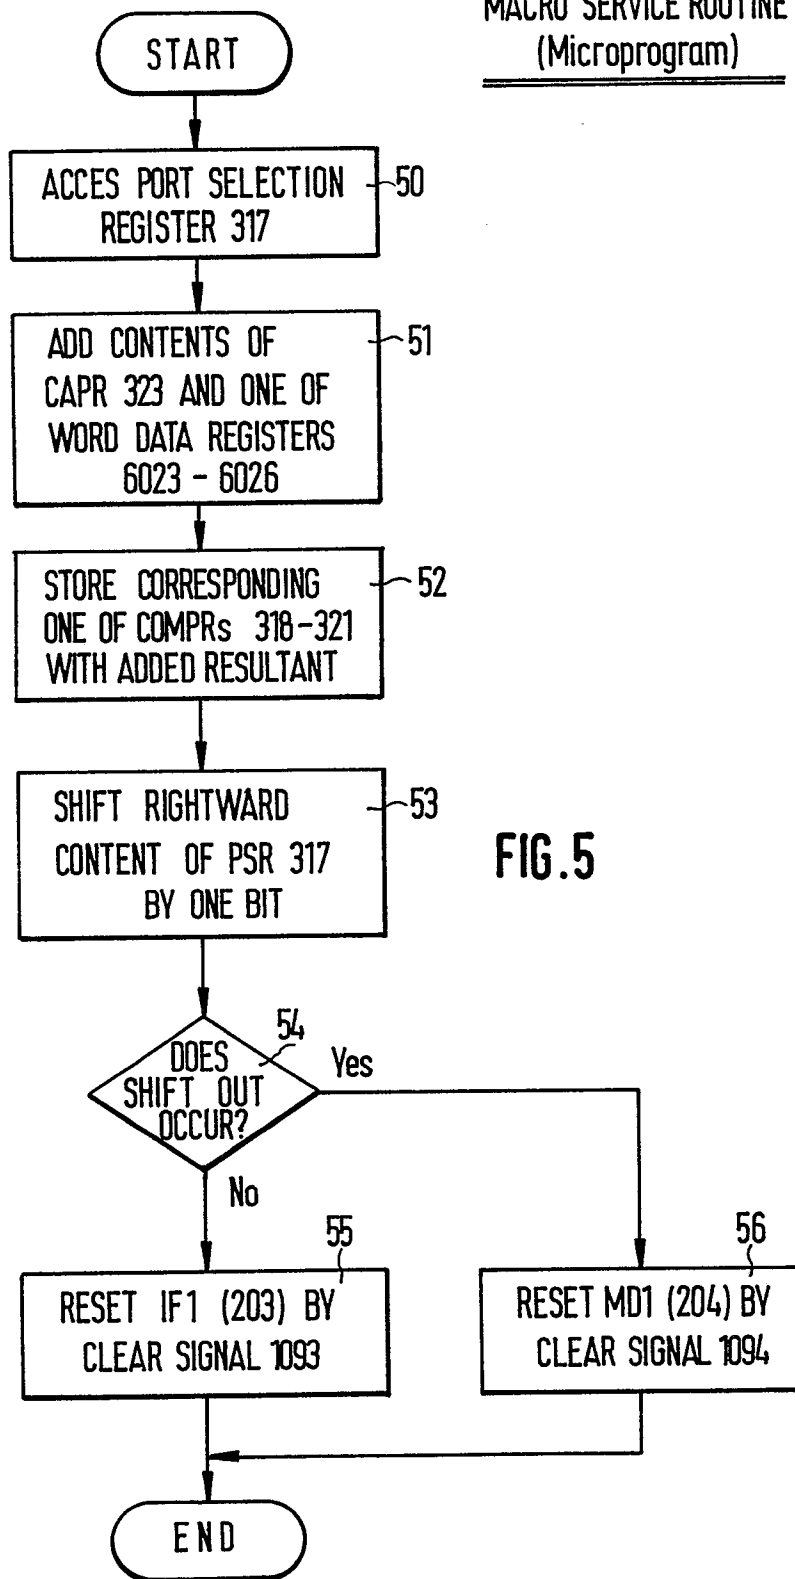 MACRO SERVICE ROUTINE
(Microprogram)
START
ACCES PORT SELECTION
REGISTER 317
50
ADD CONTENTS OF
CAPR 323 AND ONE OF
WORD DATA REGISTERS
6023 - 6026
51
STORE CORRESPONDING
ONE OF COMPRs 318-321
WITH ADDED RESULTANT
52
SHIFT RIGHTWARD
CONTENT OF PSR 317
BY ONE BIT
53
FIG.5
DOES
SHIFT OUT
OCCUR?
54
Yes
No
55
RESET IF1 (203) BY
CLEAR SIGNAL 1093
56
RESET MD1 (204) BY
CLEAR SIGNAL 1094
END